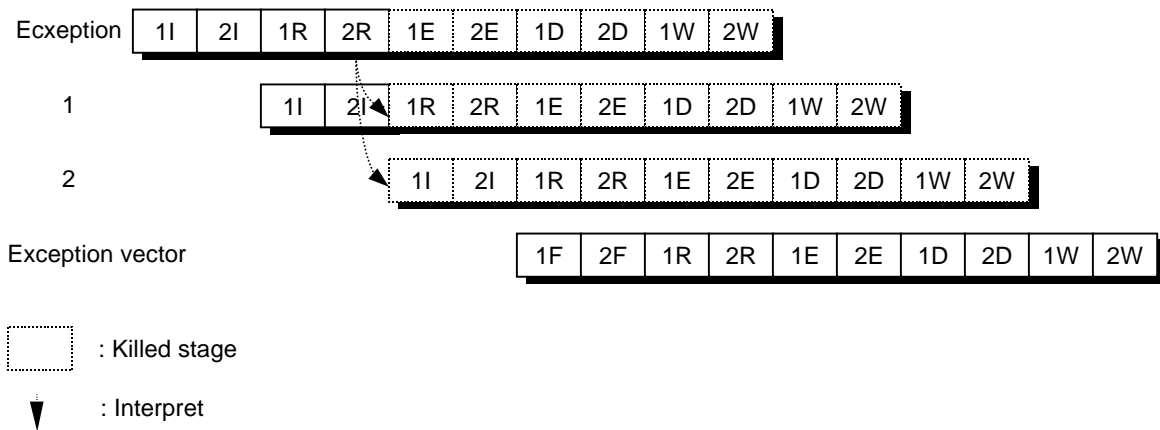 Ecxeption 1I 2I 1R 2R 1E 2E 1D 2D 1W 2W
1 1I 2I 1R 2R 1E 2E 1D 2D 1W 2W
2 1I 2I 1R 2R 1E 2E 1D 2D 1W 2W
Exception vector 1F 2F 1R 2R 1E 2E 1D 2D 1W 2W
: Killed stage
: Interpret